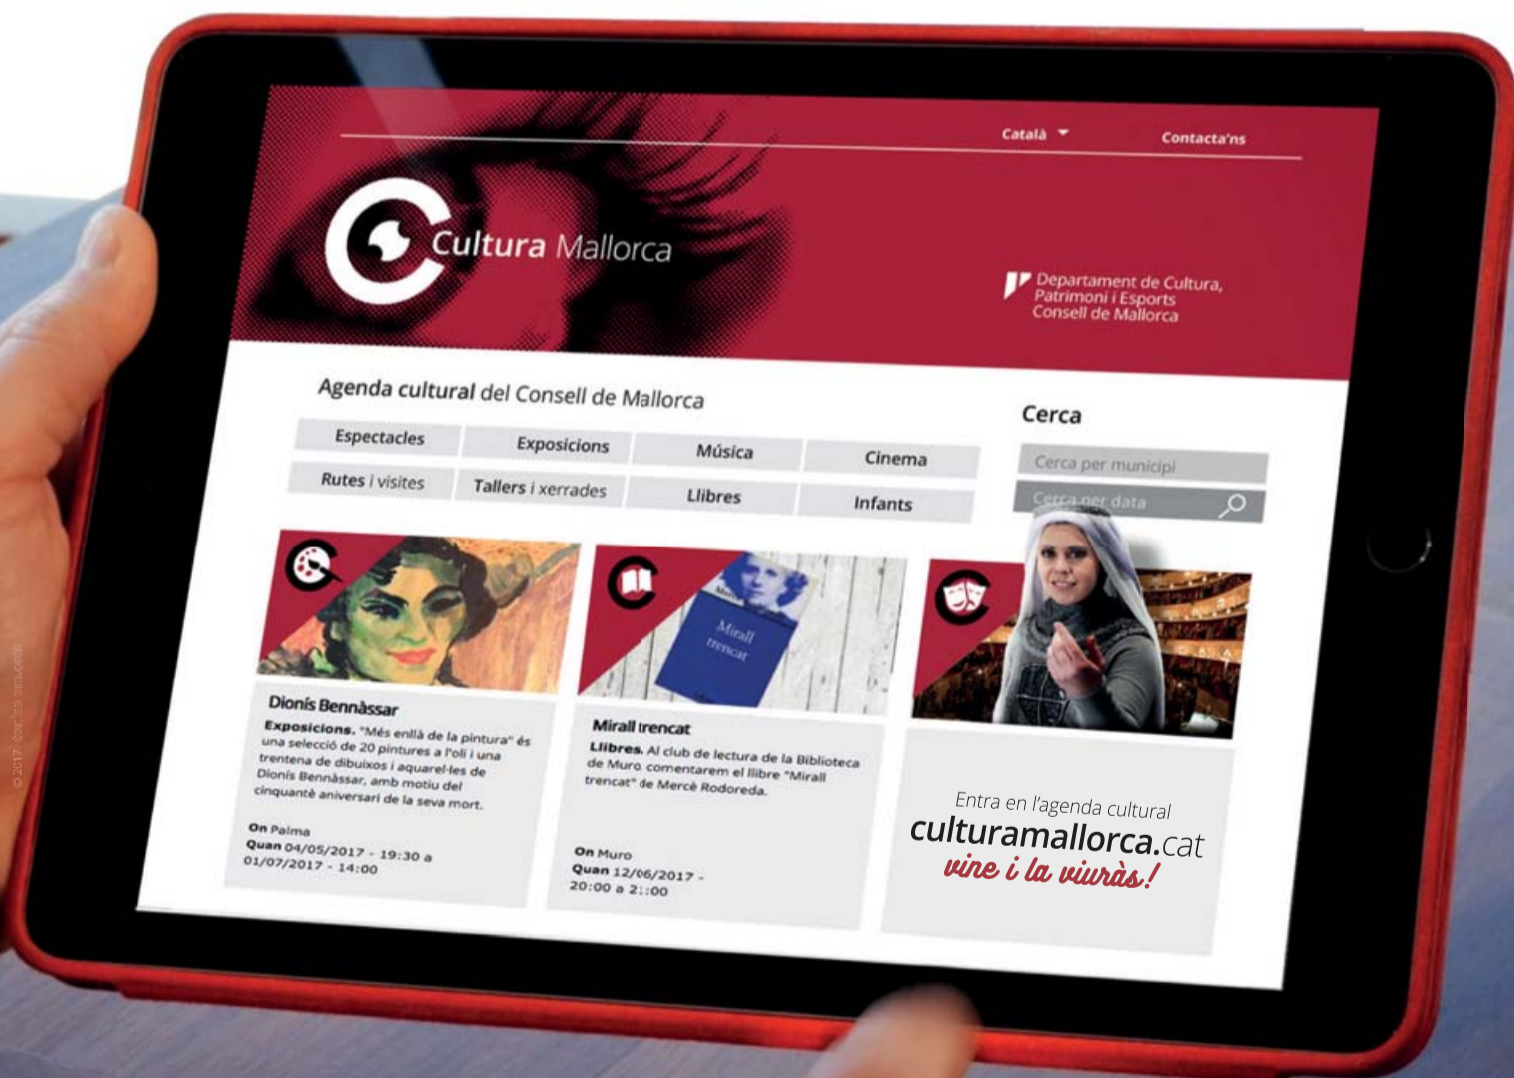 Català
Contacta'ns
Cultura Mallorca
Departament de Cultura,
Patrimoni i Esports
Consell de Mallorca
Agenda cultural del Consell de Mallorca
Cerca
Espectacles
Exposicions
Música
Cinema
Cerca per municipi
Rutes i visites
Tallers i xerrades
Llibres
Infants
Cerca per data
Mirall
trencat
Dionís Bennàssar
Exposicions. "Més enllà de la pintura" és
una selecció de 20 pintures a l'oli i una
trentena de dibuixos i aquarel·les de
Dionís Bennàssar, amb motiu del
cinquantè aniversari de la seva mort.
On Palma
Quan 04/05/2017 - 19:30 a
01/07/2017 - 14:00
Mirall trencat
Llibres. Al club de lectura de la Biblioteca
de Muro comentarem el llibre "Mirall
trencat" de Mercè Rodoreda.
On Muro
Quan 12/06/2017 -
20:00 a
Entra en l'agenda cultural
culturamallorca.cat
vine i la viuràs!
© 2017